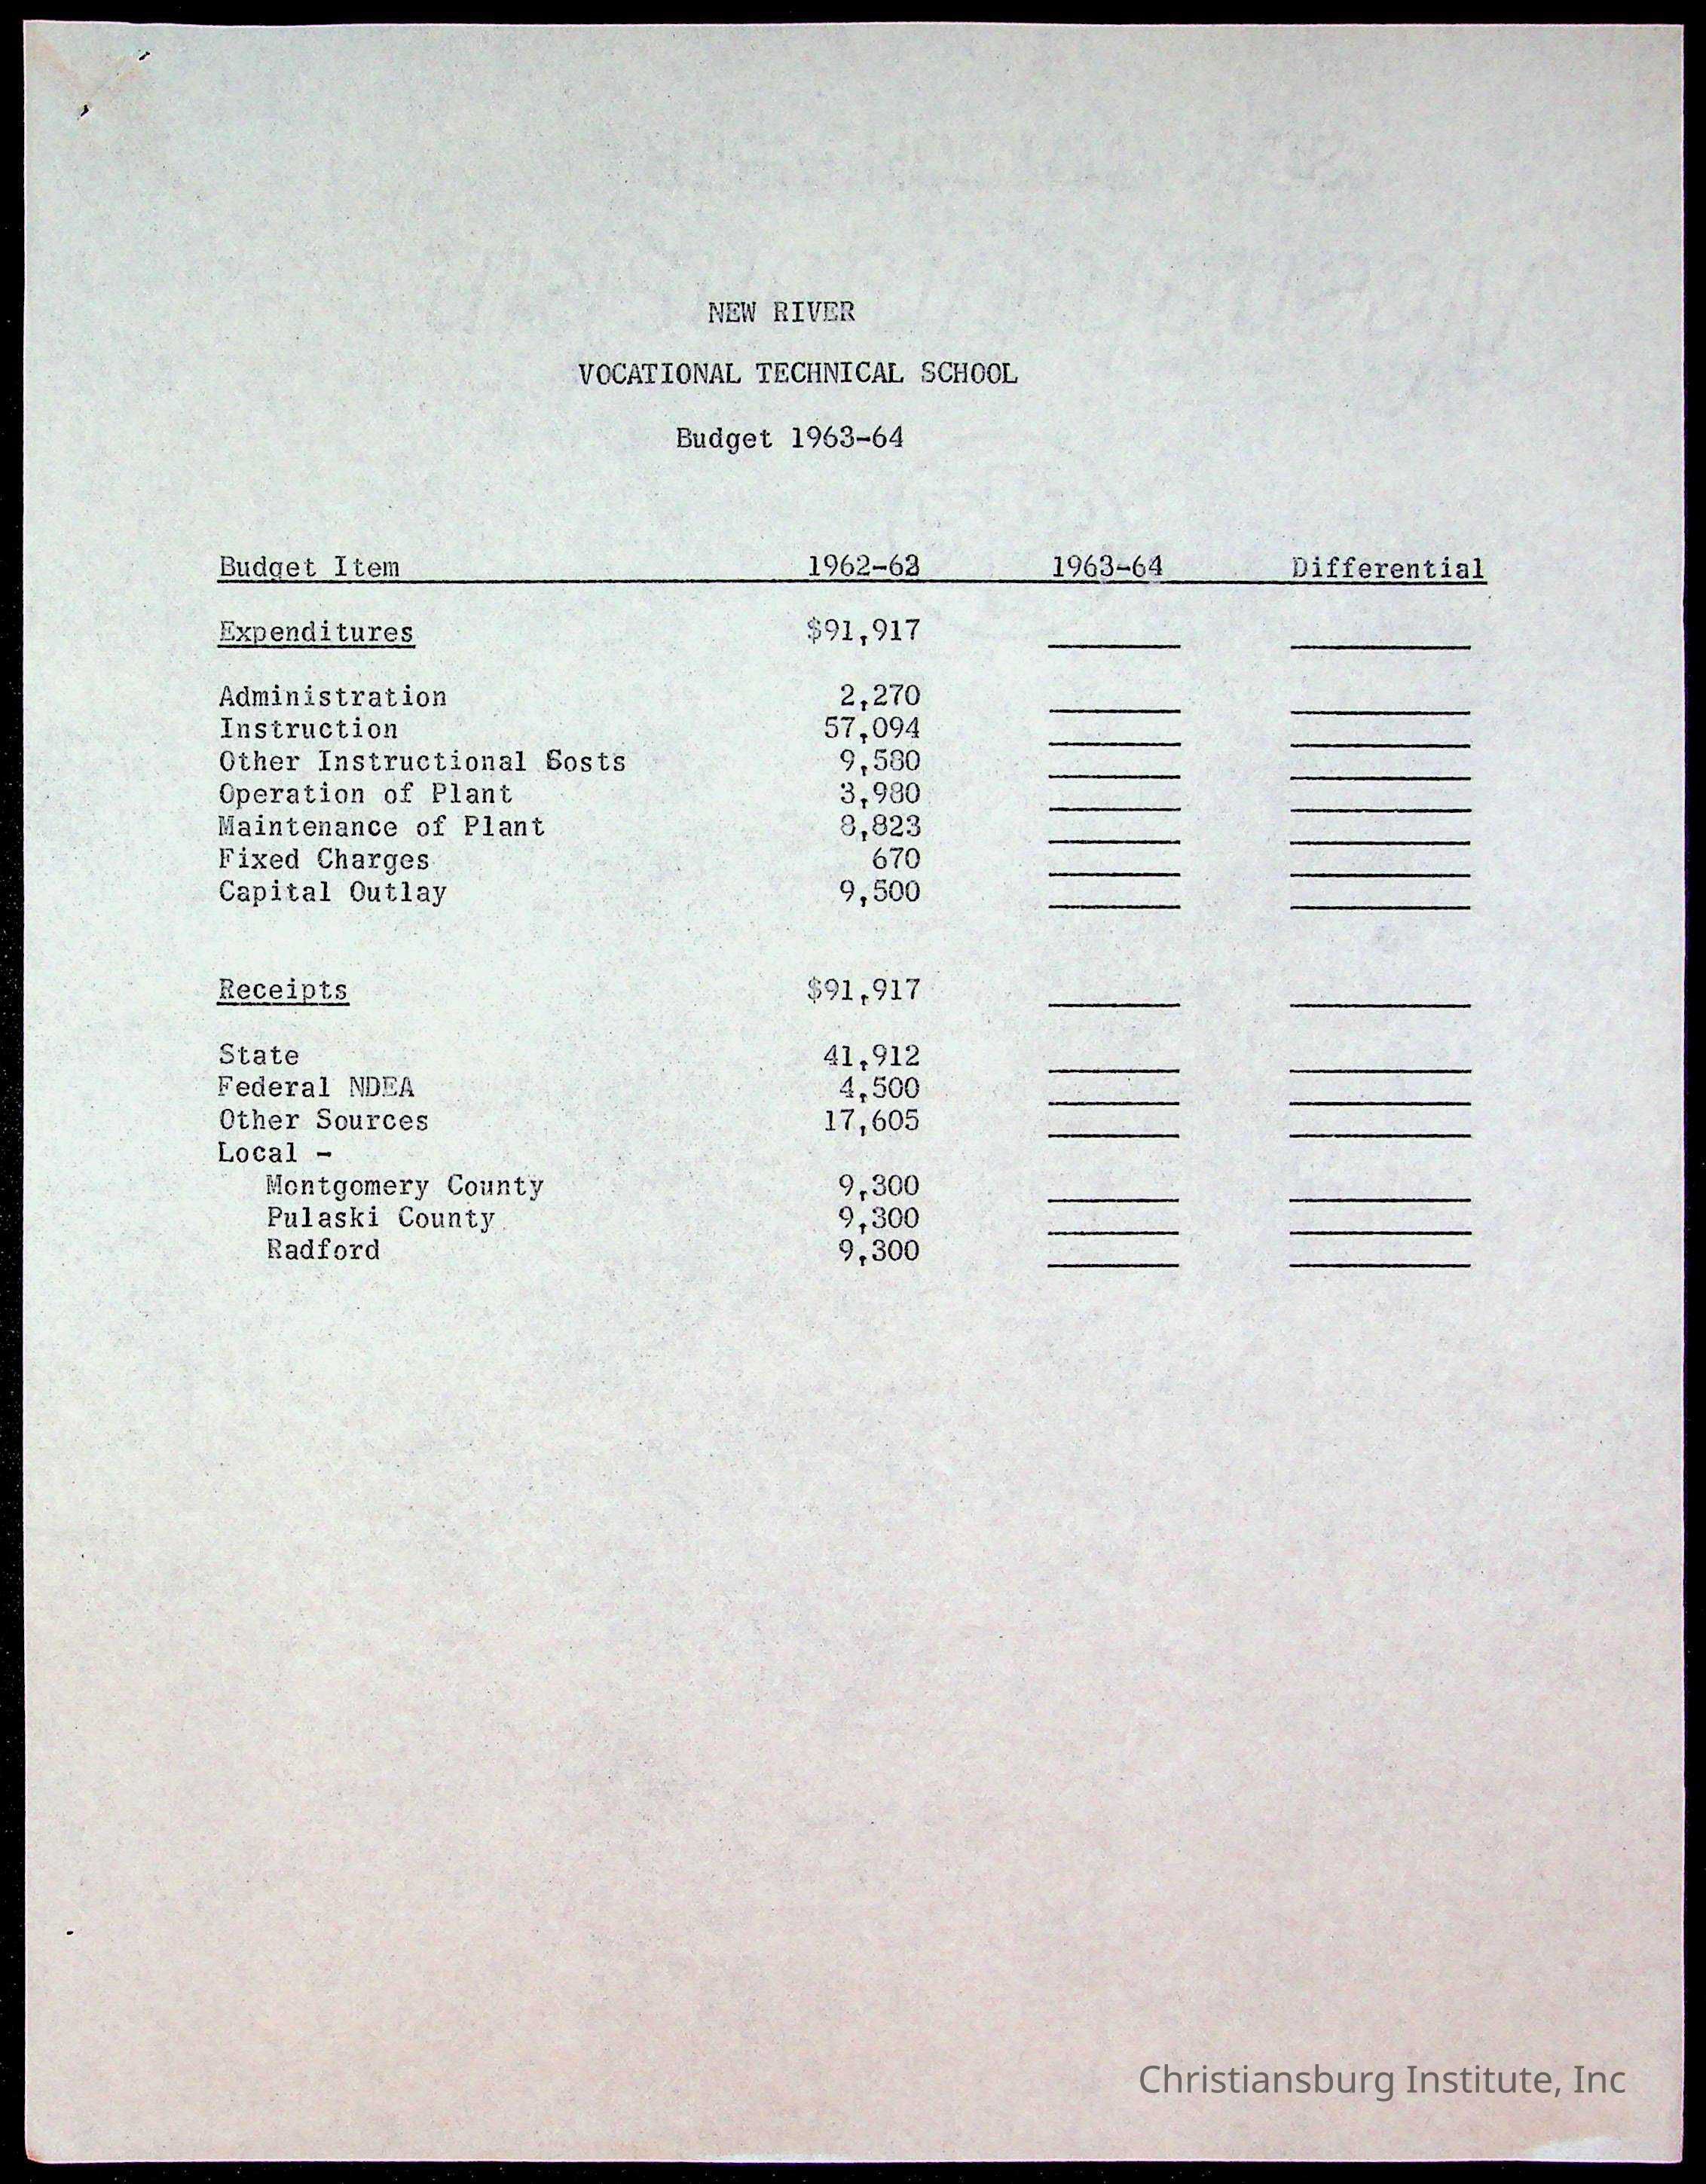 NEW RIVER
VOCATIONAL TECHNICAL SCHOOL
Budget 1963-64
Budget Item 1962-63 1963-64 Differential
Expenditures $91,917
Administration 2,270
Instruction 57,094
Other Instructional Costs 9,580
Operation of Plant 3,980
Maintenance of Plant 8,823
Fixed Charges 670
Capital Outlay 9,500
Receipts $91,917
State 41,912
Federal NDEA 4,500
Other Sources 17,605
Local -
Montgomery County 9,300
Pulaski County 9,300
Radford 9,300
Christiansburg Institute, Inc